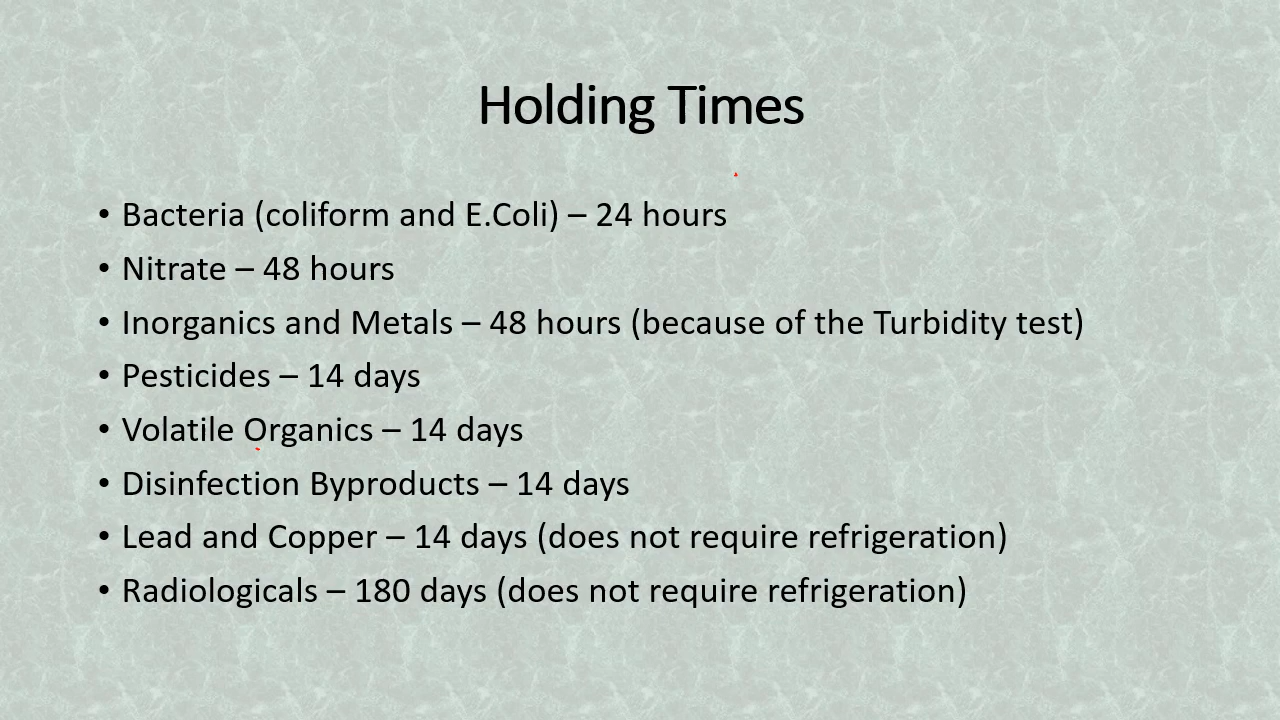 Holding Times
• Bacteria (coliform and E.Coli) – 24 hours
• Nitrate – 48 hours
• Inorganics and Metals – 48 hours (because of the Turbidity test)
• Pesticides – 14 days
• Volatile Organics – 14 days
• Disinfection Byproducts – 14 days
• Lead and Copper – 14 days (does not require refrigeration)
• Radiologicals – 180 days (does not require refrigeration)